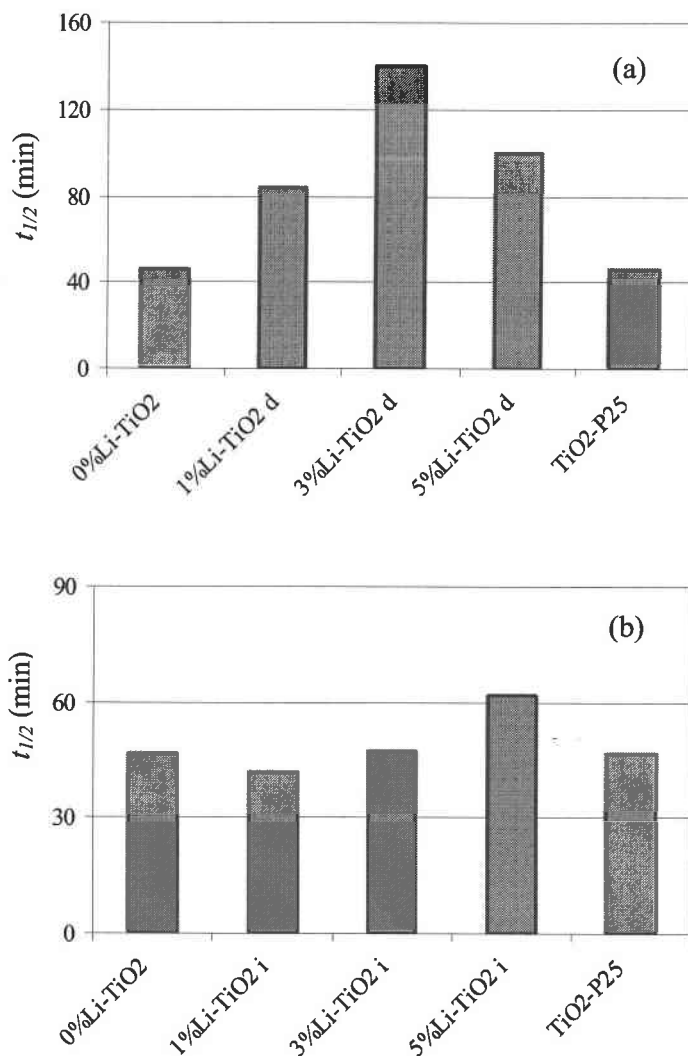 160
(a)
120
80
40
0
t1/2 (min)
0%Li-TiO2
1%Li-TiO2 d
3%Li-TiO2 d
5%Li-TiO2 d
TiO2-P25
90
(b)
60
30
0
t1/2 (min)
0%Li-TiO2
1%Li-TiO2 i
3%Li-TiO2 i
5%Li-TiO2 i
TiO2-P25